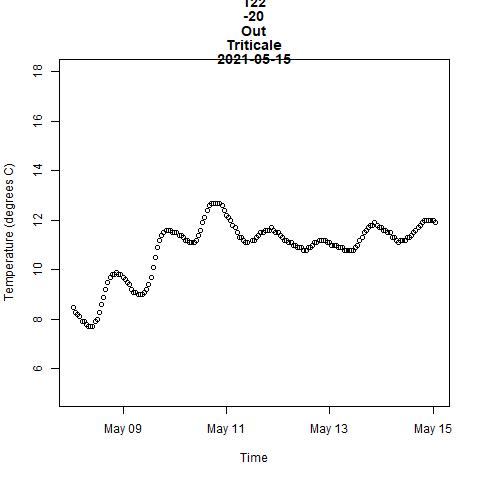 122
-20
Out
Triticale
2021-05-15
18
16
14
12
10
8
6
Temperature (degrees C)
May 09
May 11
May 13
May 15
Time